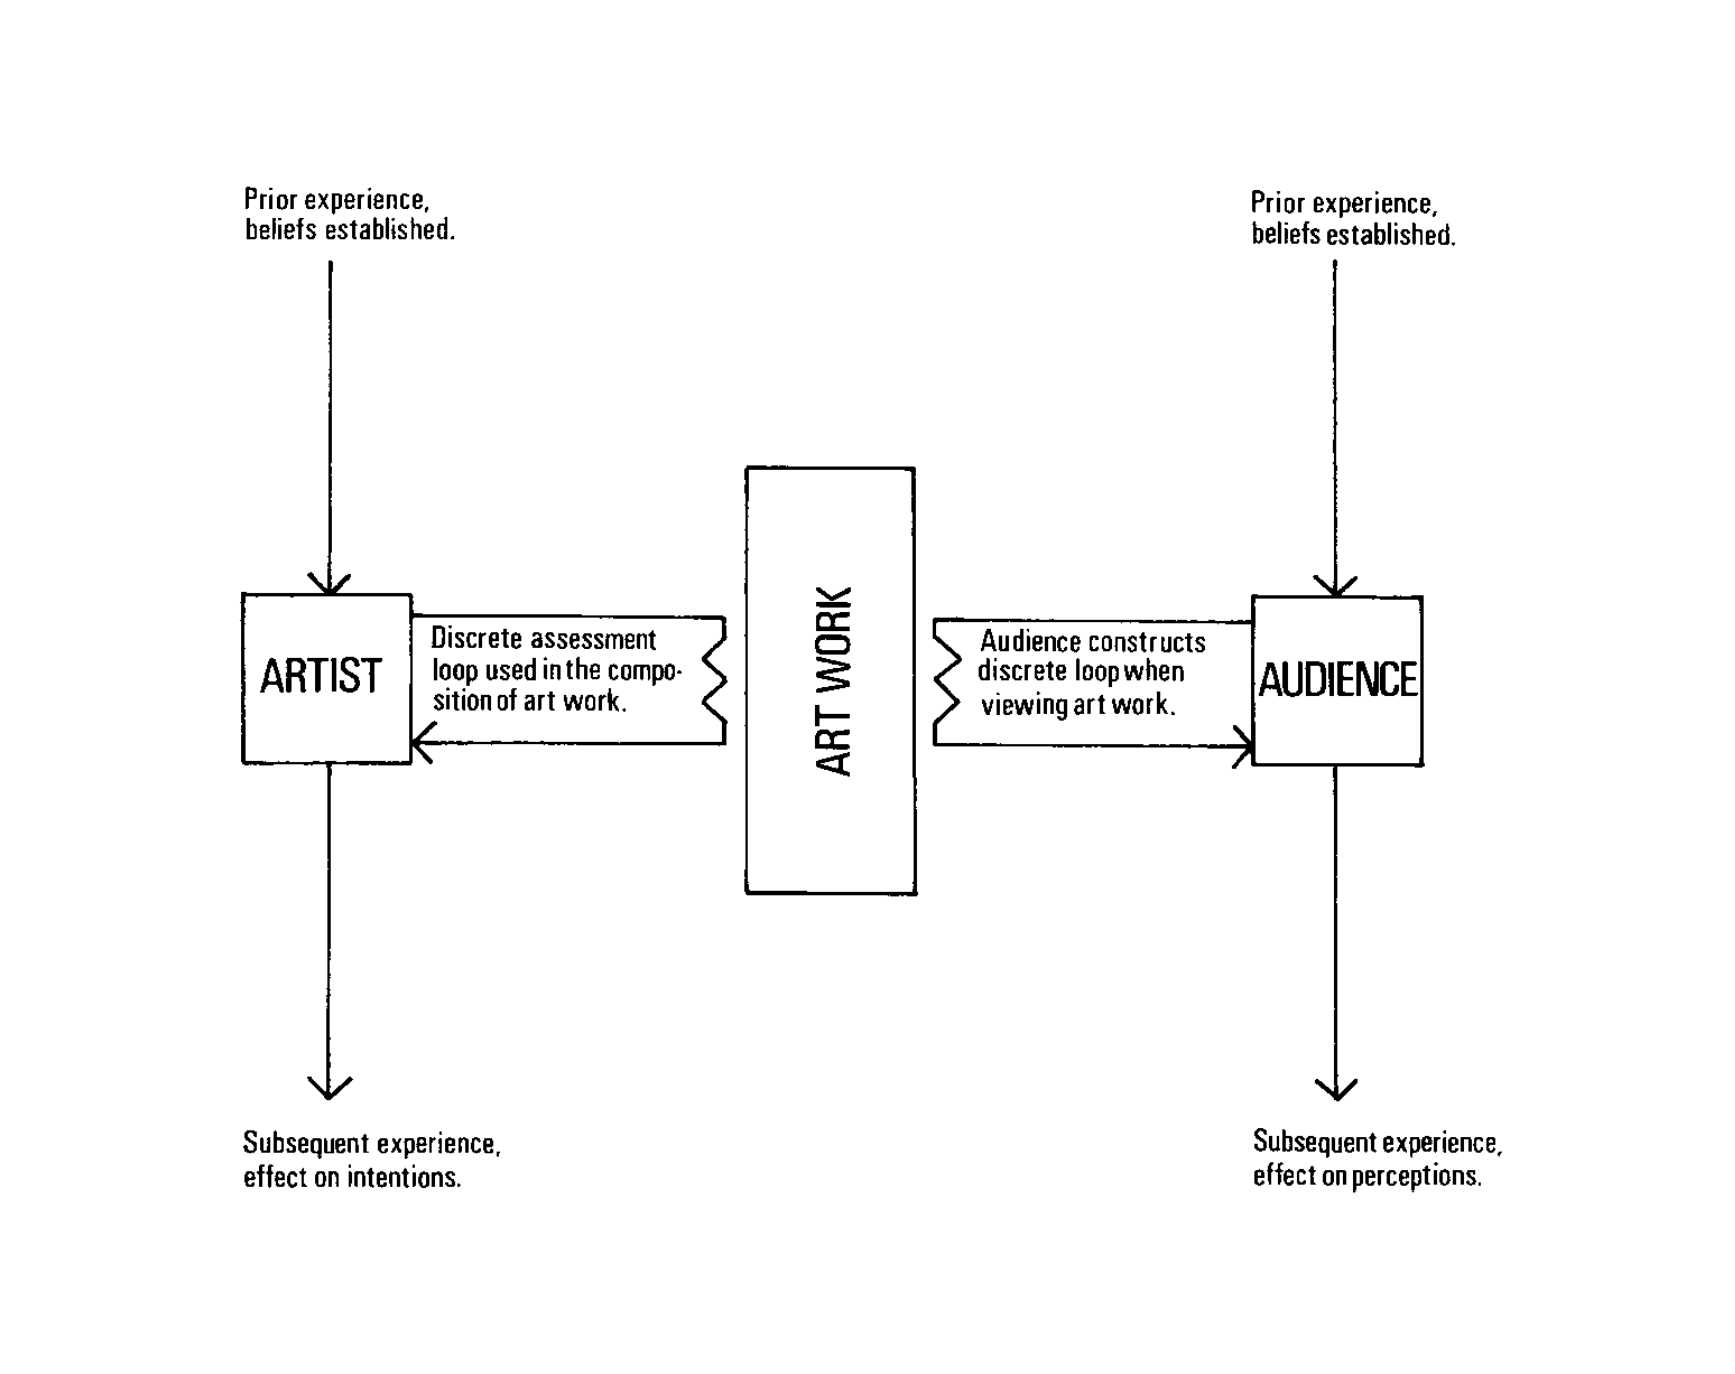 Prior experience,
beliefs established.
Prior experience,
beliefs established.
ARTIST
Discrete assessment
loop used in the compo-
sition of art work.
ART WORK
Audience constructs
discrete loop when
viewing art work.
AUDIENCE
Subsequent experience,
effect on intentions.
Subsequent experience,
effect on perceptions.